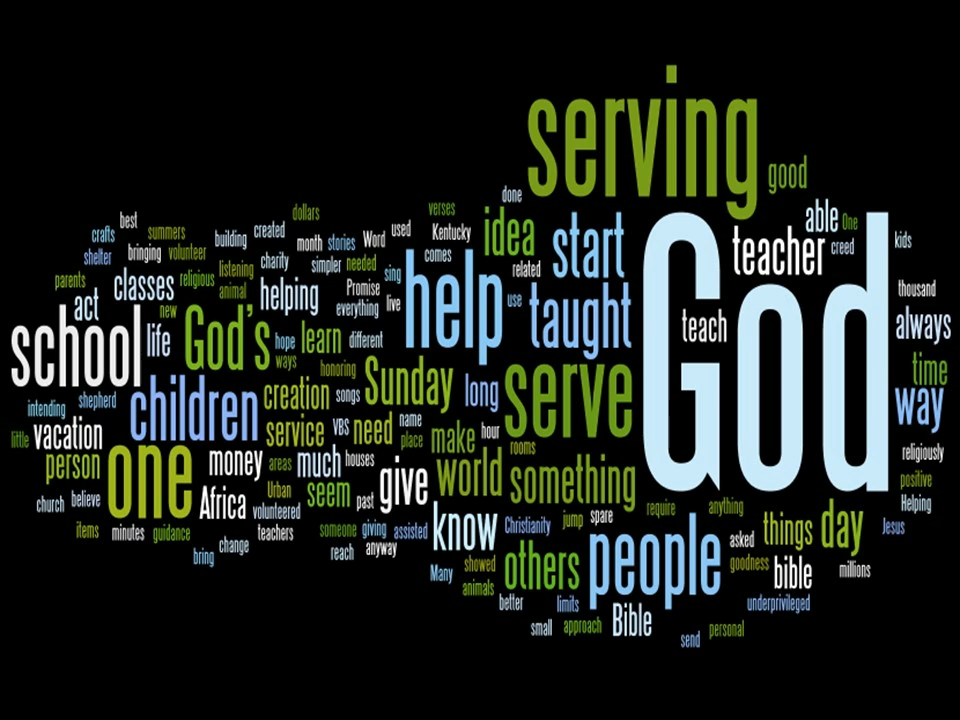 serving
good
done
verses
dollars
best
crafts
summers
created
used
Kentucky
idea
start
able
One
kids
teacher
creed
shelter
bringing
volunteer
building
month
stories
Word
comes
related
parents
religious
listening
animal
charity
simpler
needed
sing
help
use
taught
God
thousand
act
classes
helping
Promise
everything
live
teach
always
new
school
life
God's
hope
learn
different
ways
honoring
Sunday
long
serve
time
way
intending
shepherd
children
creation
songs
little
vacation
service
VBS
need
name
place
make
hour
rooms
religiously
person
one
money
areas
much
houses
give
world
something
positive
church
believe
Africa
Urban
volunteered
seem
past
know
Christianity
jump
spare
require
anything
Helping
Jesus
items
minutes
guidance
teachers
someone
giving
assisted
people
asked
things
day
bring
change
reach
anyway
Many
showed
animals
others
goodness
bible
millions
better
limits
underprivileged
small
approach
Bible
send
personal